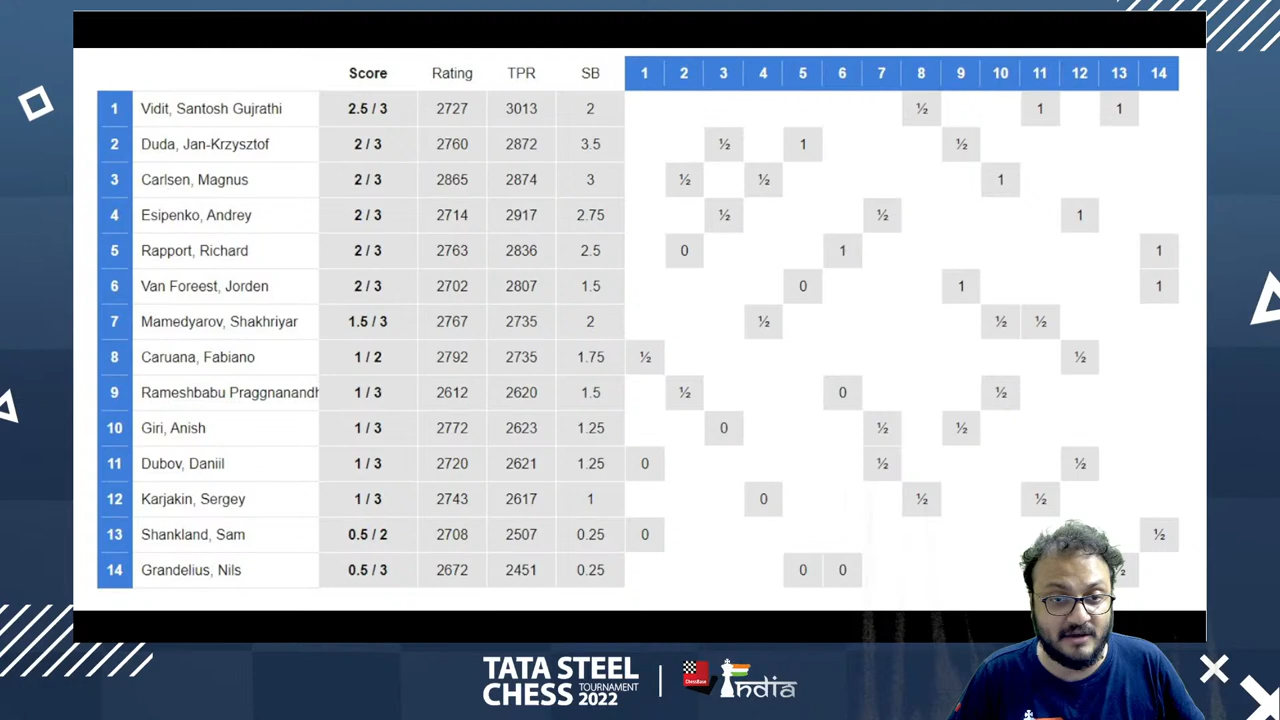 Score Rating TPR SB 1 2 3 4 5 6 7 8 9 10 11 12 13 14
1 Vidit, Santosh Gujrathi 2.5 / 3 2727 3013 2 ½ 1 1
2 Duda, Jan-Krzysztof 2 / 3 2760 2872 3.5 ½ 1 ½
3 Carlsen, Magnus 2 / 3 2865 2874 3 ½ ½ 1
4 Esipenko, Andrey 2 / 3 2714 2917 2.75 ½ ½ 1
5 Rapport, Richard 2 / 3 2763 2836 2.5 0 1 1
6 Van Foreest, Jorden 2 / 3 2702 2807 1.5 0 1 1
7 Mamedyarov, Shakhriyar 1.5 / 3 2767 2735 2 ½ ½ ½
8 Caruana, Fabiano 1 / 2 2792 2735 1.75 ½ ½
9 Rameshbabu Praggnanandh 1 / 3 2612 2620 1.5 ½ 0 ½
10 Giri, Anish 1 / 3 2772 2623 1.25 0 ½ ½
11 Dubov, Daniil 1 / 3 2720 2621 1.25 0 ½ ½
12 Karjakin, Sergey 1 / 3 2743 2617 1 0 ½ ½
13 Shankland, Sam 0.5 / 2 2708 2507 0.25 0 ½
14 Grandelius, Nils 0.5 / 3 2672 2451 0.25 0 0 ½
TATA STEEL
CHESS TOURNAMENT 2022
ChessBase India